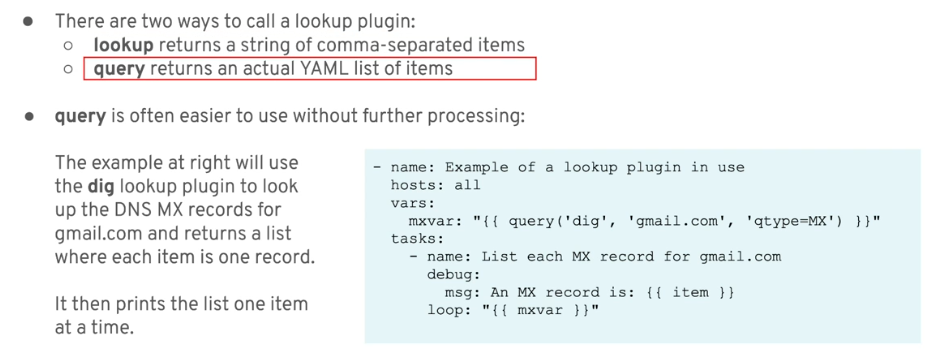 There are two ways to call a lookup plugin:
lookup returns a string of comma-separated items
query returns an actual YAML list of items
query is often easier to use without further processing:
The example at right will use
the dig lookup plugin to look
up the DNS MX records for
gmail.com and returns a list
where each item is one record.
It then prints the list one item
at a time.
- name: Example of a lookup plugin in use
  hosts: all
  vars:
    mxvar: "{{ query('dig', 'gmail.com', 'qtype=MX') }}"
  tasks:
    - name: List each MX record for gmail.com
      debug:
        msg: An MX record is: {{ item }}
      loop: "{{ mxvar }}"